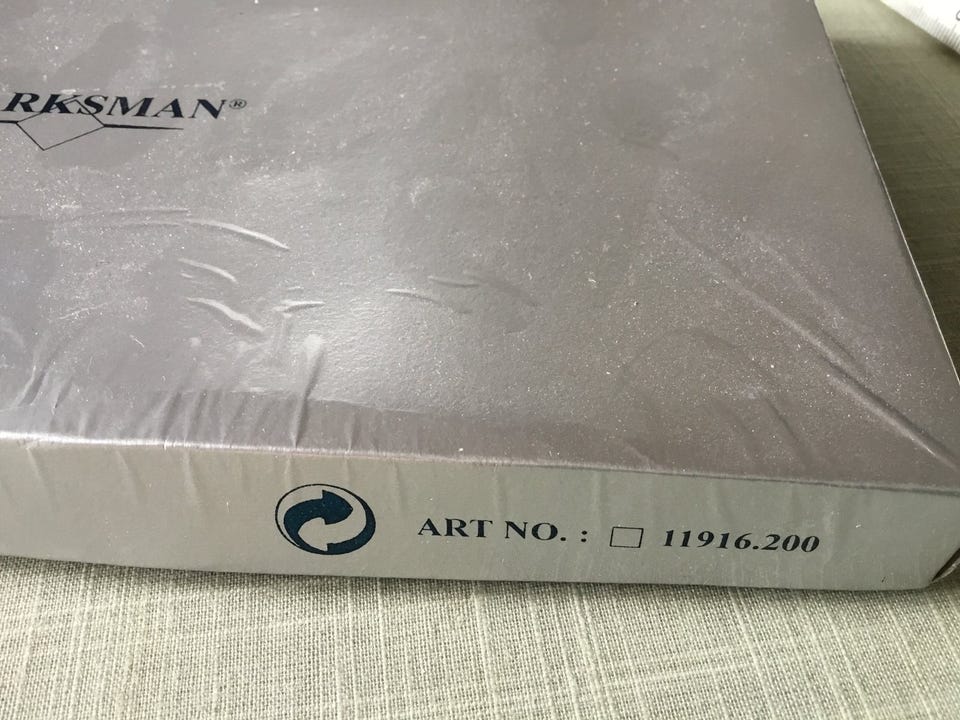 RKSMAN®
ART NO. : ☐ 11916.200